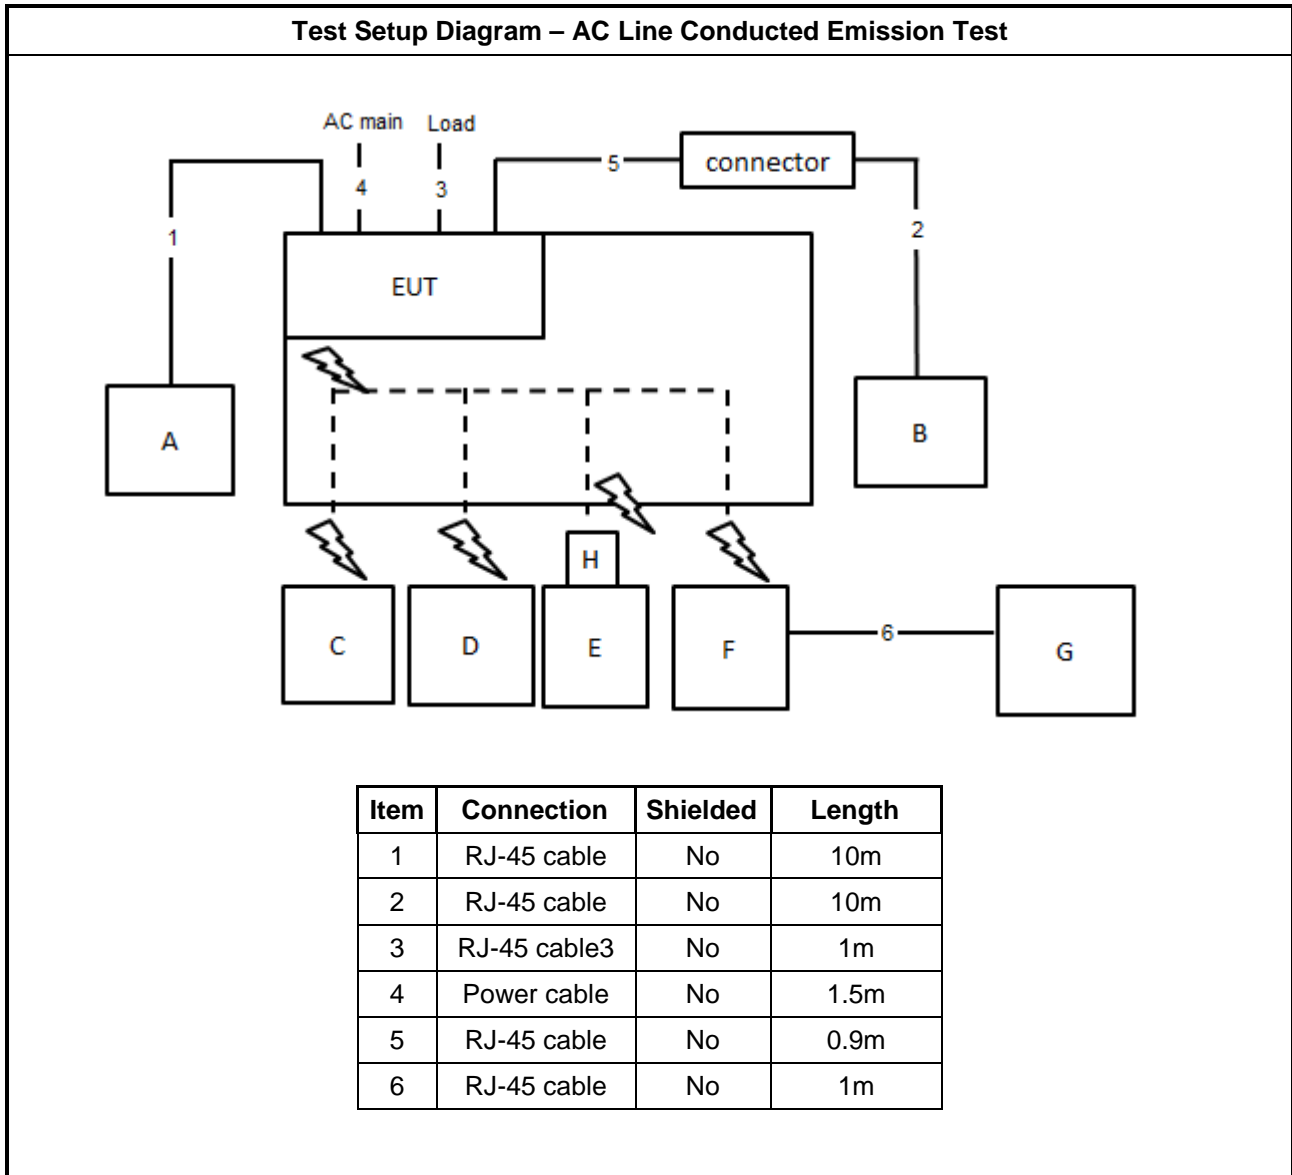 Test Setup Diagram – AC Line Conducted Emission Test
AC main Load
5 connector
4 3
1 2
EUT
A B
H
C D E F 6 G
Item Connection Shielded Length
1 RJ-45 cable No 10m
2 RJ-45 cable No 10m
3 RJ-45 cable3 No 1m
4 Power cable No 1.5m
5 RJ-45 cable No 0.9m
6 RJ-45 cable No 1m